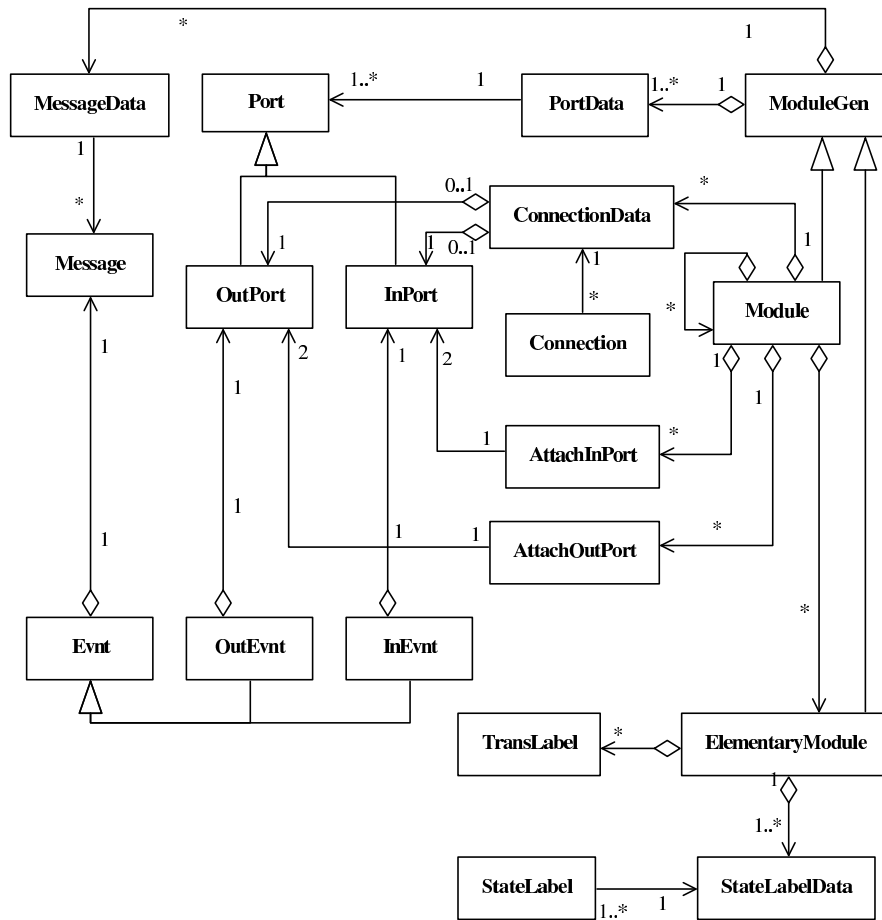 *
1
MessageData
Port
1..*
1
PortData
1..*
1
ModuleGen
1
*
0..1
1
ConnectionData
*
1
1
0..1
1
Message
OutPort
InPort
*
Module
*
Connection
1
2
1
2
1
1
1
1
*
AttachInPort
1
1
1
1
*
AttachOutPort
*
Evnt
OutEvnt
InEvnt
TransLabel
*
ElementaryModule
1
1..*
StateLabel
1..*
1
StateLabelData